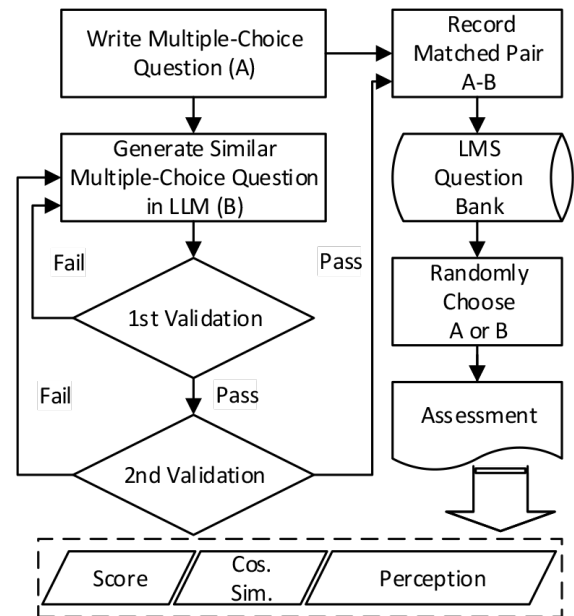 Write Multiple-Choice
Question (A)
Record
Matched Pair
A-B
Generate Similar
Multiple-Choice Question
in LLM (B)
LMS
Question
Bank
Fail
Pass
1st Validation
Randomly
Choose
A or B
Fail
Pass
Assessment
2nd Validation
Score
Cos.
Sim.
Perception